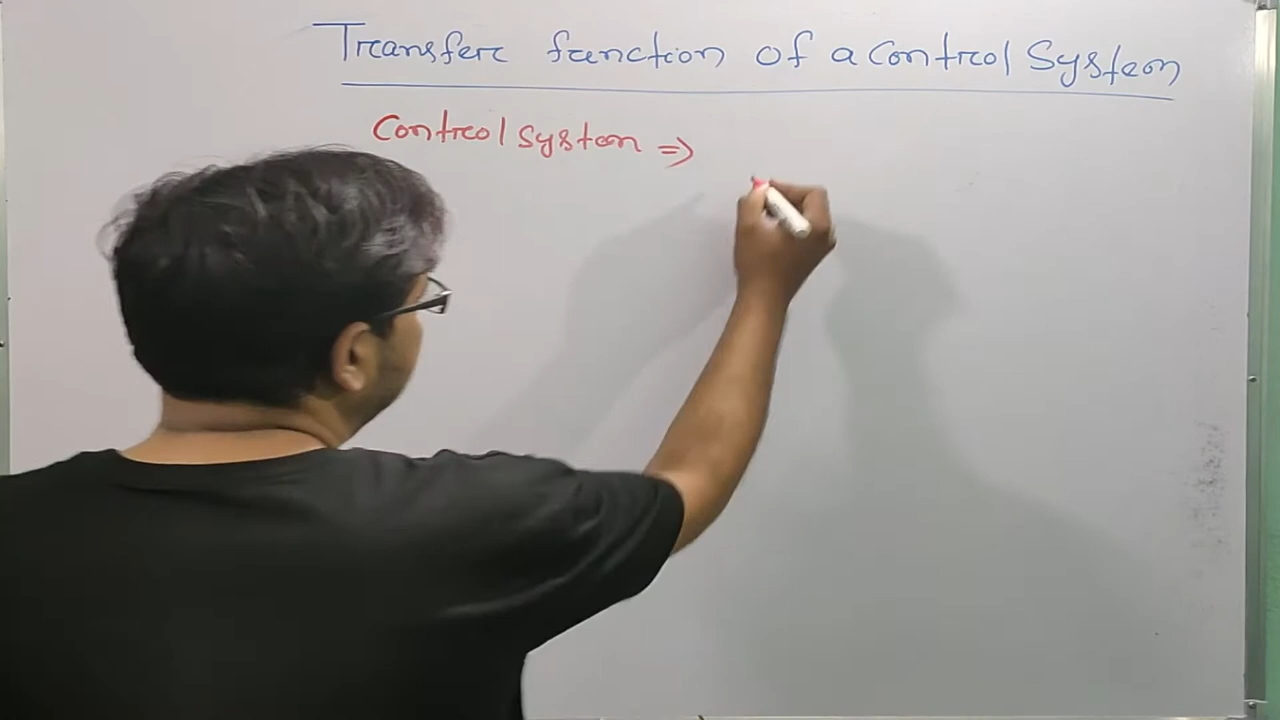 Transfer function of a Control System
Control system ⇒